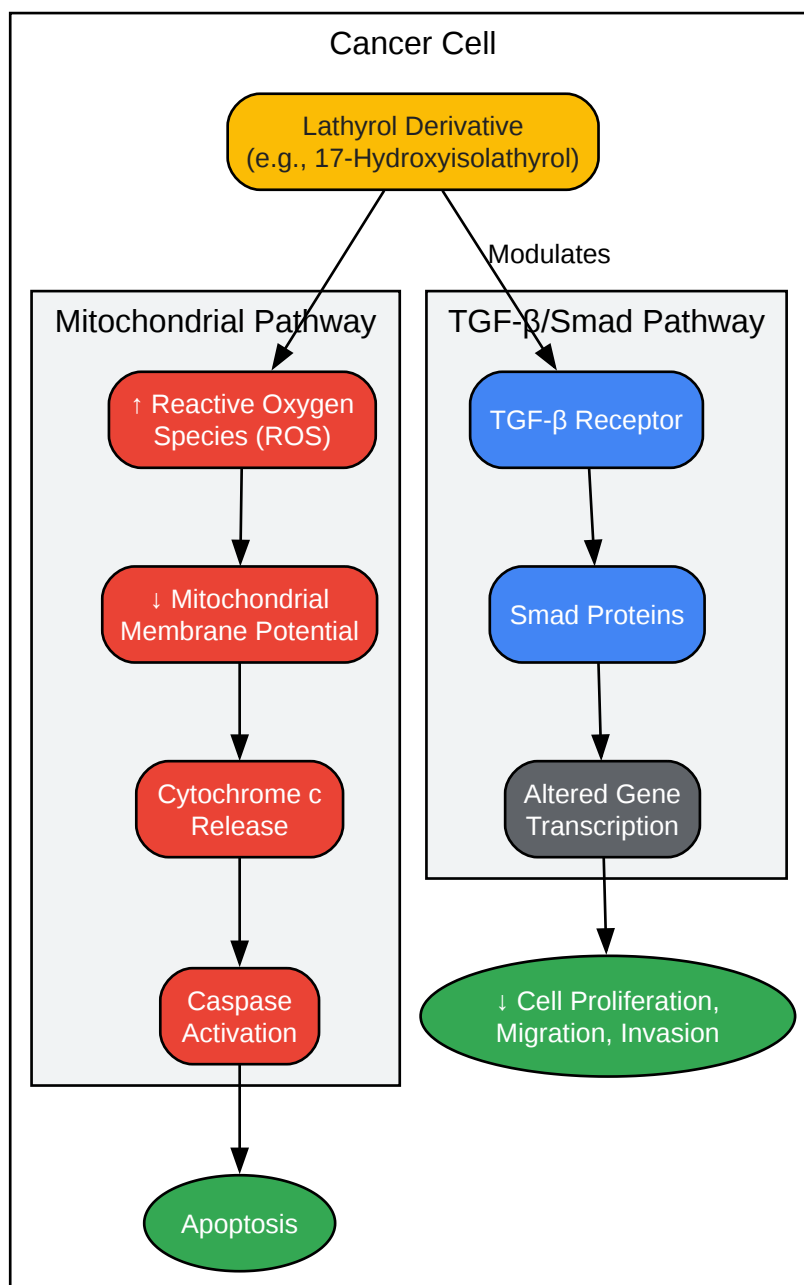 Cancer Cell
Lathyrol Derivative
(e.g., 17-Hydroxyisolathyrol)
Modulates
Mitochondrial Pathway
↑ Reactive Oxygen
Species (ROS)
↓ Mitochondrial
Membrane Potential
Cytochrome c
Release
Caspase
Activation
Apoptosis
TGF-β/Smad Pathway
TGF-β Receptor
Smad Proteins
Altered Gene
Transcription
↓ Cell Proliferation,
Migration, Invasion